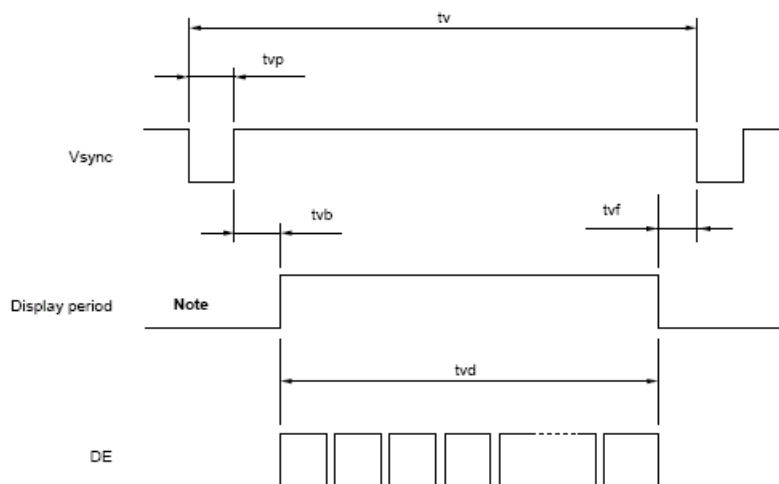 tv
tvp
Vsync
tvb
tvf
Display period
Note
tvd
DE